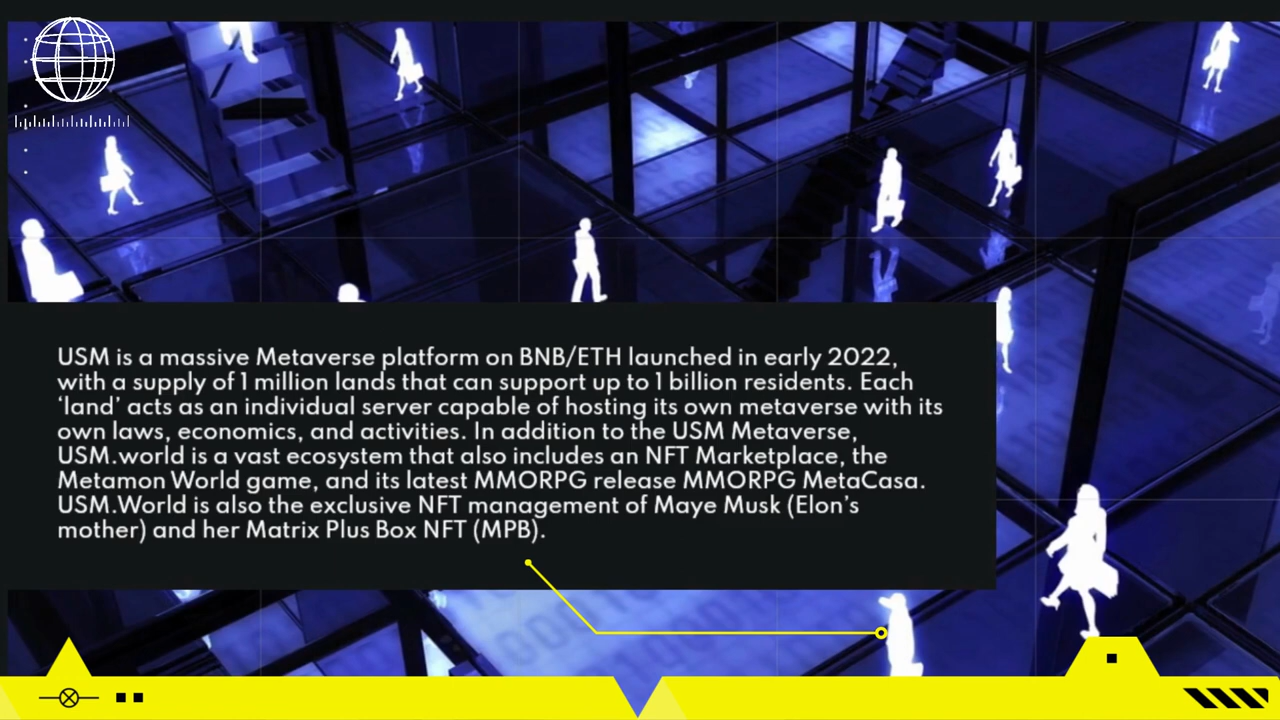 USM is a massive Metaverse platform on BNB/ETH launched in early 2022,
with a supply of 1 million lands that can support up to 1 billion residents. Each
‘land’ acts as an individual server capable of hosting its own metaverse with its
own laws, economics, and activities. In addition to the USM Metaverse,
USM.world is a vast ecosystem that also includes an NFT Marketplace, the
Metamon World game, and its latest MMORPG release MMORPG MetaCasa.
USM.World is also the exclusive NFT management of Maye Musk (Elon’s
mother) and her Matrix Plus Box NFT (MPB).